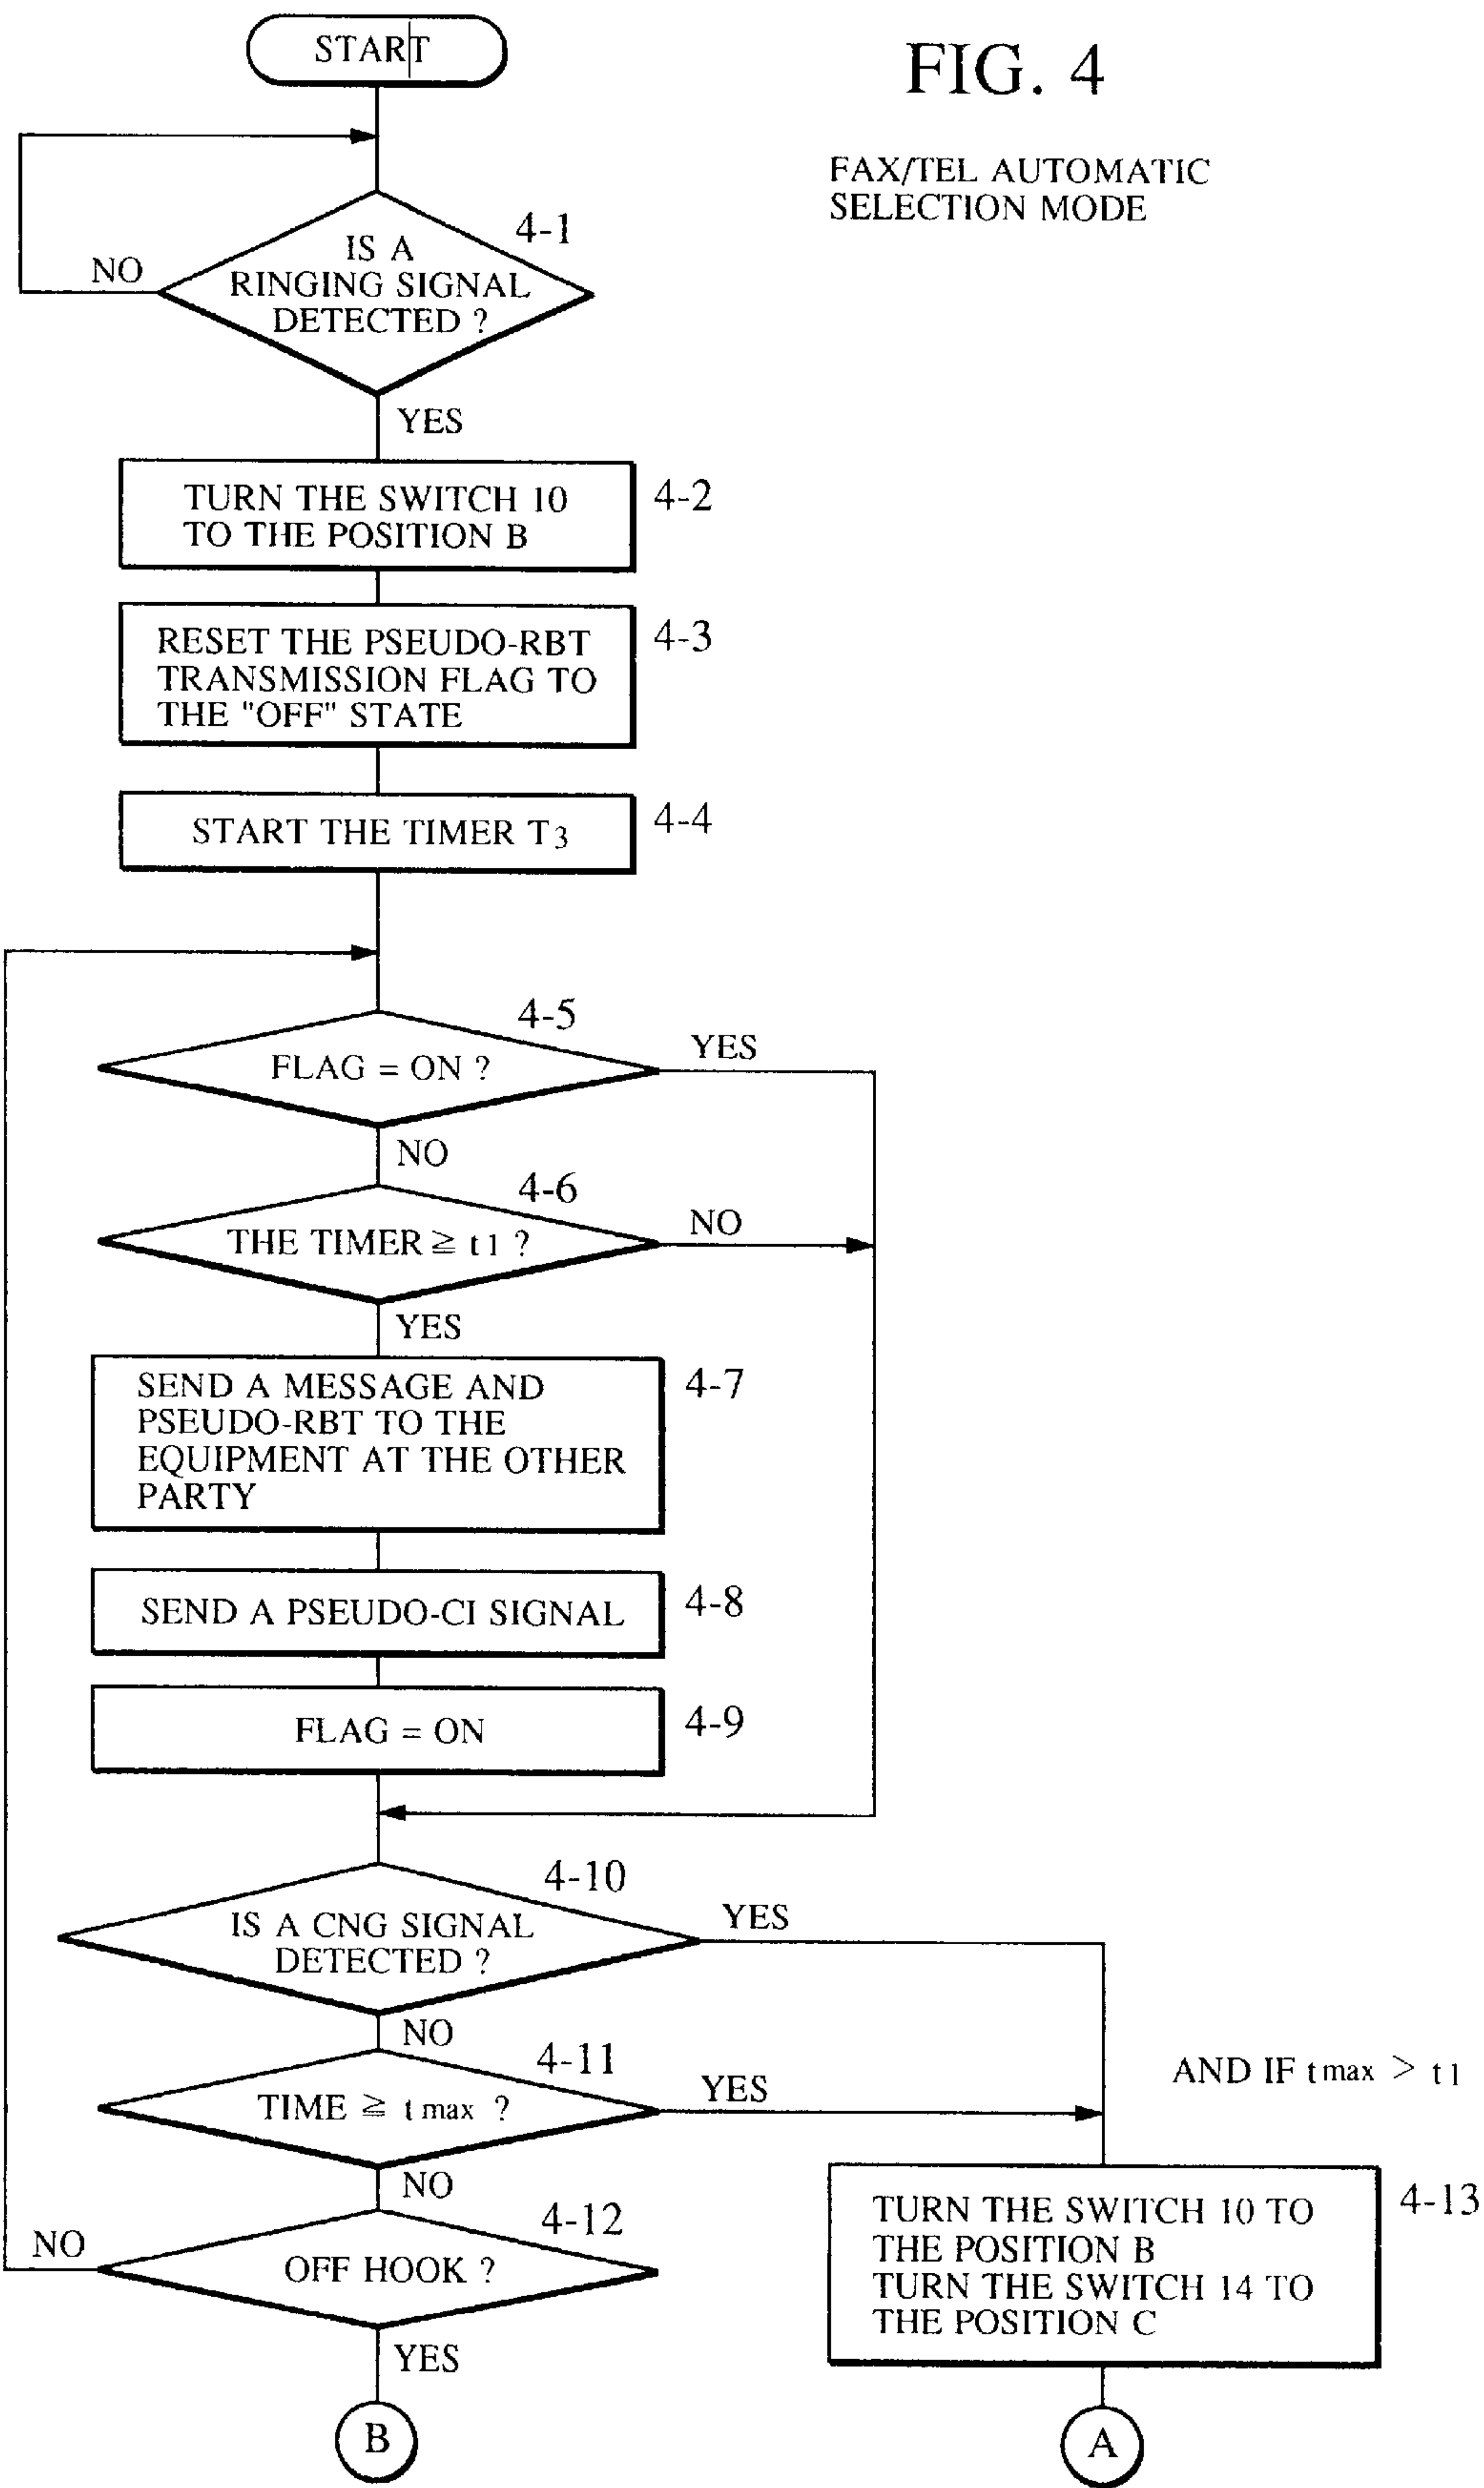 START
FIG. 4
FAX/TEL AUTOMATIC
SELECTION MODE
4-1
IS A
RINGING SIGNAL
DETECTED ?
NO
YES
TURN THE SWITCH 10
TO THE POSITION B
4-2
RESET THE PSEUDO-RBT
TRANSMISSION FLAG TO
THE "OFF" STATE
4-3
START THE TIMER T3
4-4
4-5
FLAG = ON ?
YES
NO
4-6
THE TIMER ≧ t1 ?
NO
YES
SEND A MESSAGE AND
PSEUDO-RBT TO THE
EQUIPMENT AT THE OTHER
PARTY
4-7
SEND A PSEUDO-CI SIGNAL
4-8
FLAG = ON
4-9
4-10
IS A CNG SIGNAL
DETECTED ?
YES
NO
4-11
TIME ≧ tmax ?
YES
AND IF tmax > t1
NO
4-12
OFF HOOK ?
NO
YES
TURN THE SWITCH 10 TO
THE POSITION B
TURN THE SWITCH 14 TO
THE POSITION C
4-13
B
A